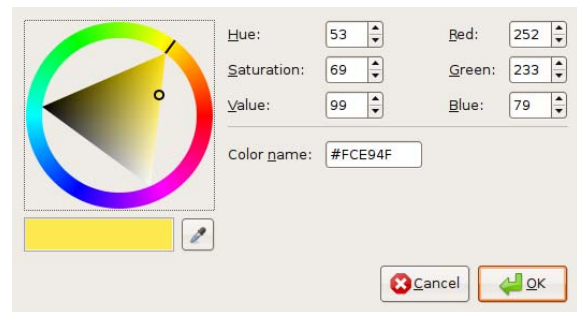 Hue: 53 Red: 252
Saturation: 69 Green: 233
Value: 99 Blue: 79
Color name: #FCE94F
Cancel OK